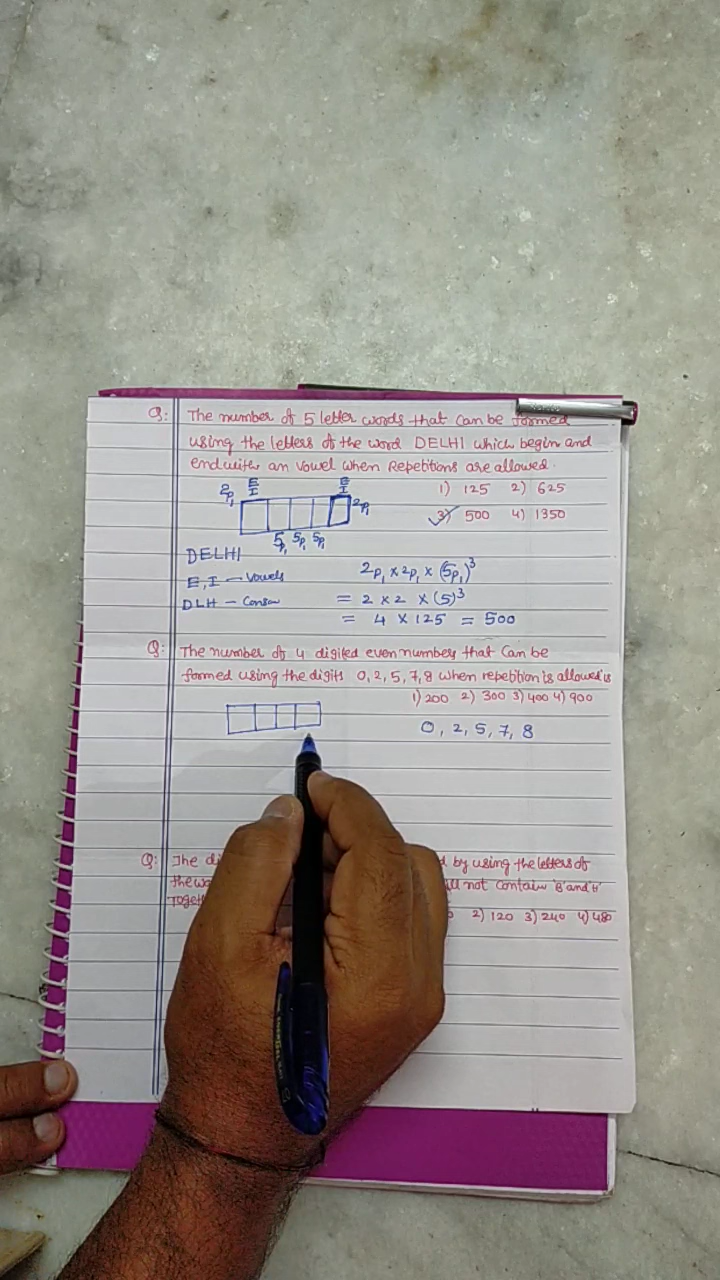 Q: The number of 5 letter words that can be formed
using the letters of the word DELHI which begin and
end with an vowel when Repetitions are allowed.
1) 125 2) 625
3) 500 4) 1350
E E
I I
2P₁ 2P₁
5P₁ 5P₁ 5P₁
DELHI
E, I - Vowels 2P₁ × 2P₁ × (5P₁)³
DLH - Conson = 2 × 2 × (5)³
= 4 × 125 = 500
Q: The number of 4 digited even numbers that can be
formed using the digits 0, 2, 5, 7, 8 when repetition is allowed is
1) 200 2) 300 3) 400 4) 900
0, 2, 5, 7, 8
Q: The by using the letters of
the not contain 'B' and 'H'
2) 120 3) 240 4) 480